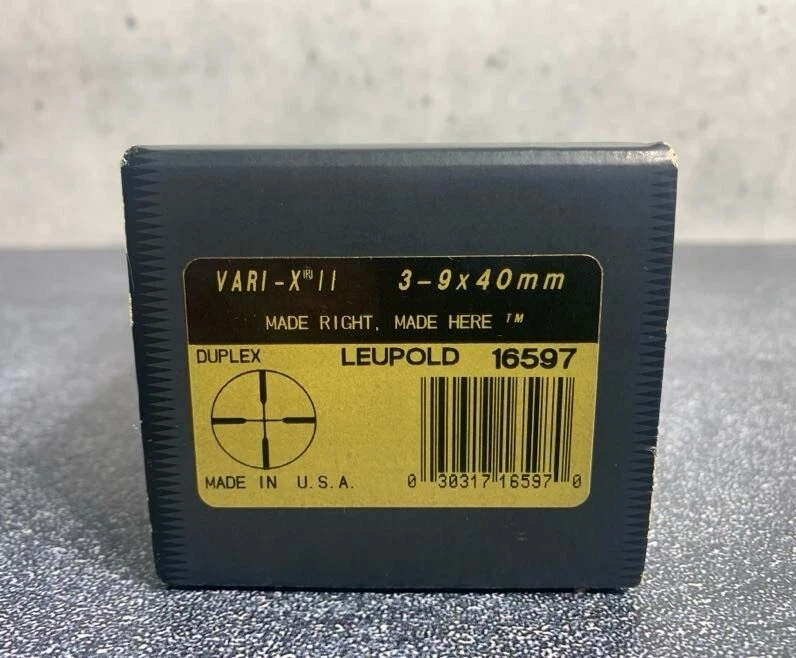 VARI-X® II 3-9x40mm
MADE RIGHT, MADE HERE ™
DUPLEX LEUPOLD 16597
MADE IN U.S.A. 0 30317 16597 0